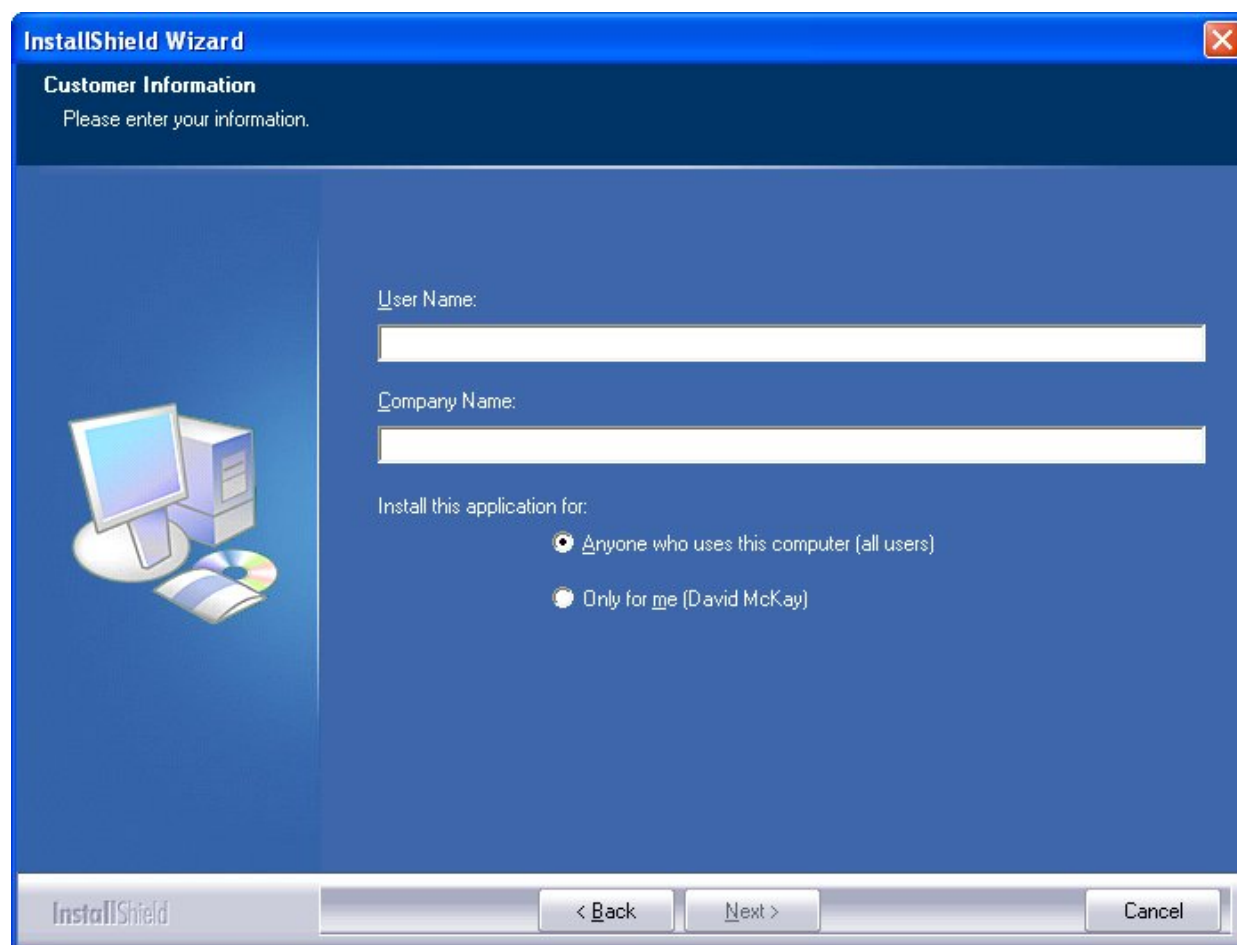 InstallShield Wizard
Customer Information
Please enter your information.
User Name:
Company Name:
Install this application for:
Anyone who uses this computer (all users)
Only for me (David McKay)
InstallShield
< Back
Next >
Cancel